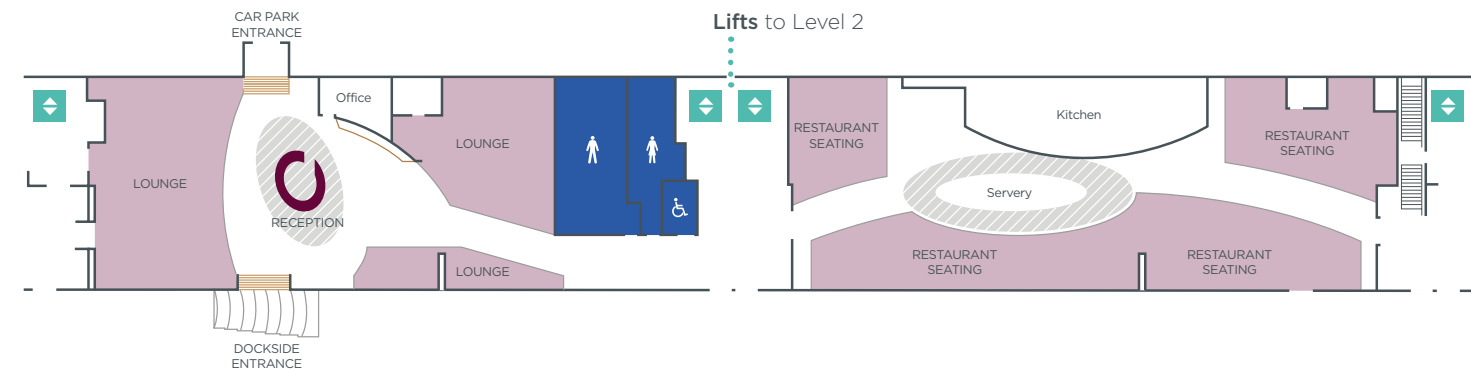 CAR PARK
ENTRANCE
Lifts to Level 2
Office
Kitchen
LOUNGE
RESTAURANT
SEATING
RESTAURANT
SEATING
LOUNGE
Servery
RECEPTION
RESTAURANT
SEATING
RESTAURANT
SEATING
LOUNGE
DOCKSIDE
ENTRANCE